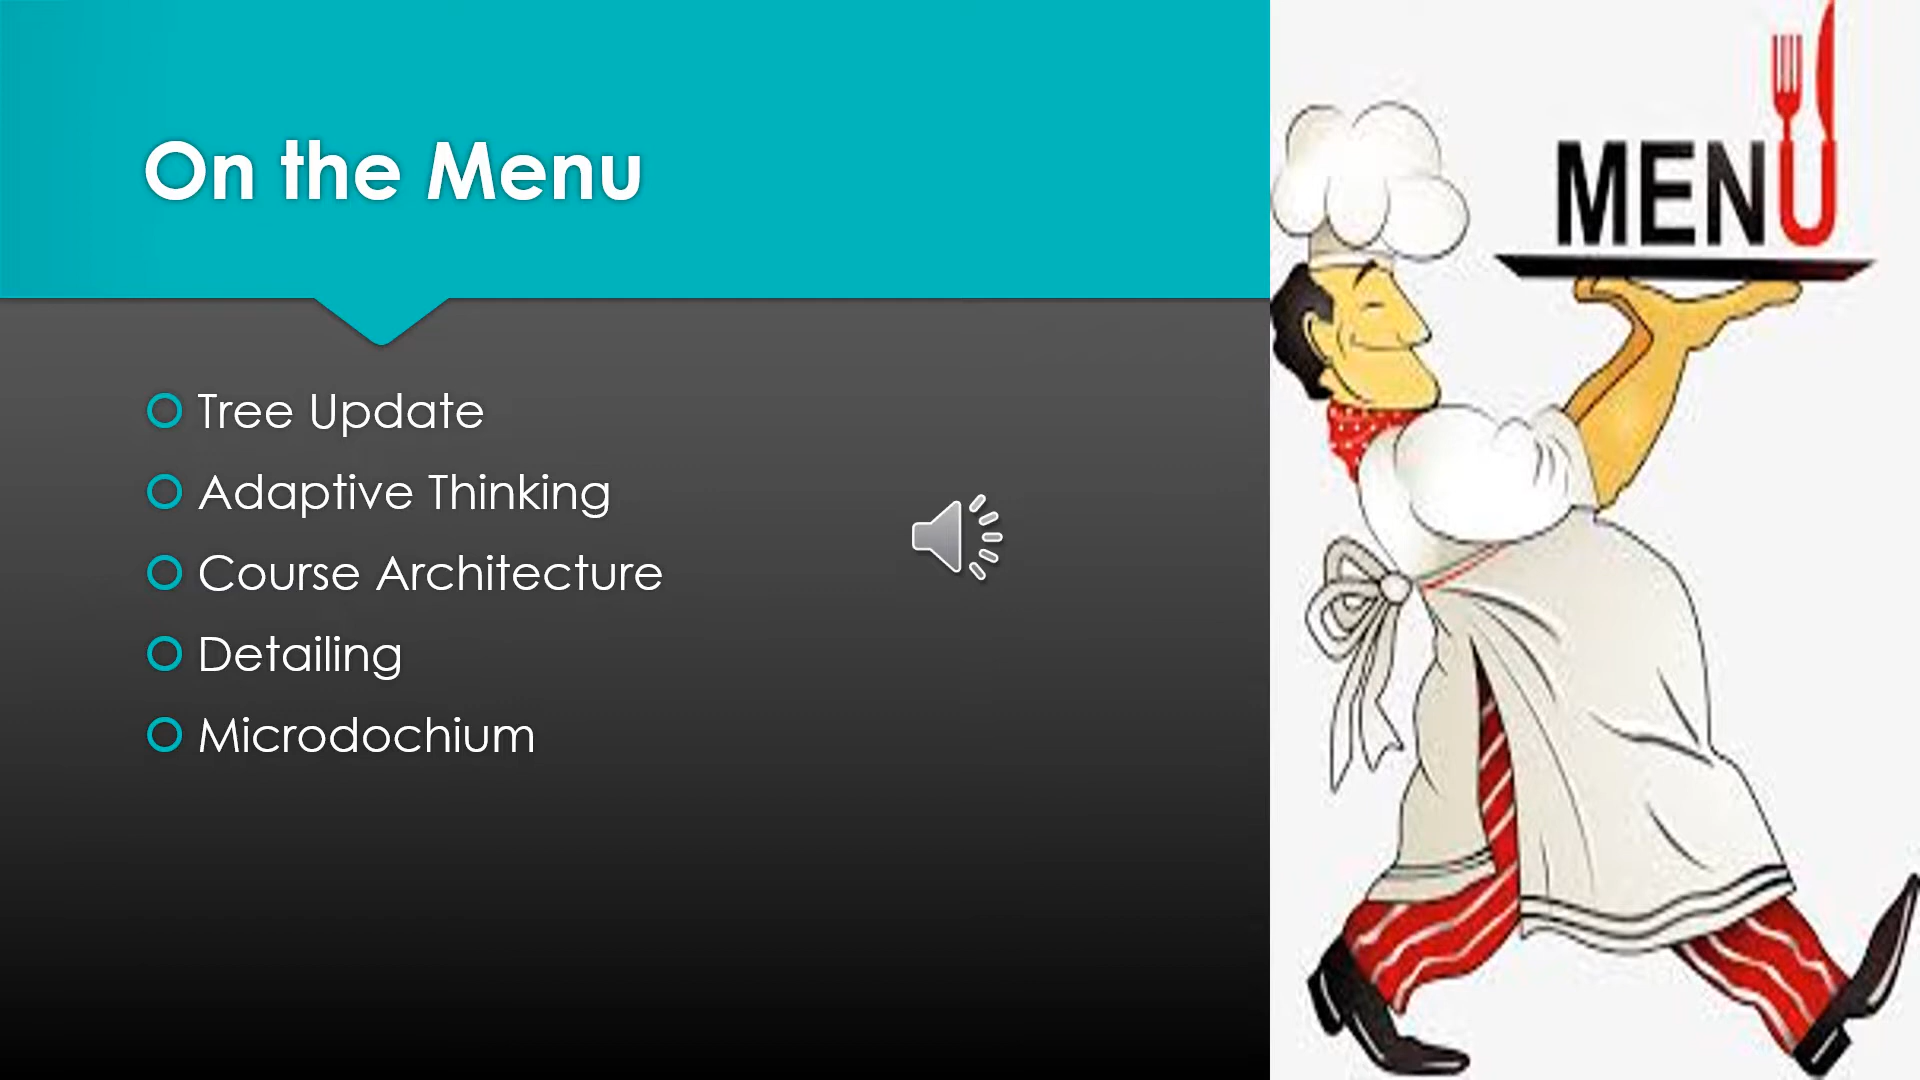 On the Menu
Tree Update
Adaptive Thinking
Course Architecture
Detailing
Microdochium
MENU